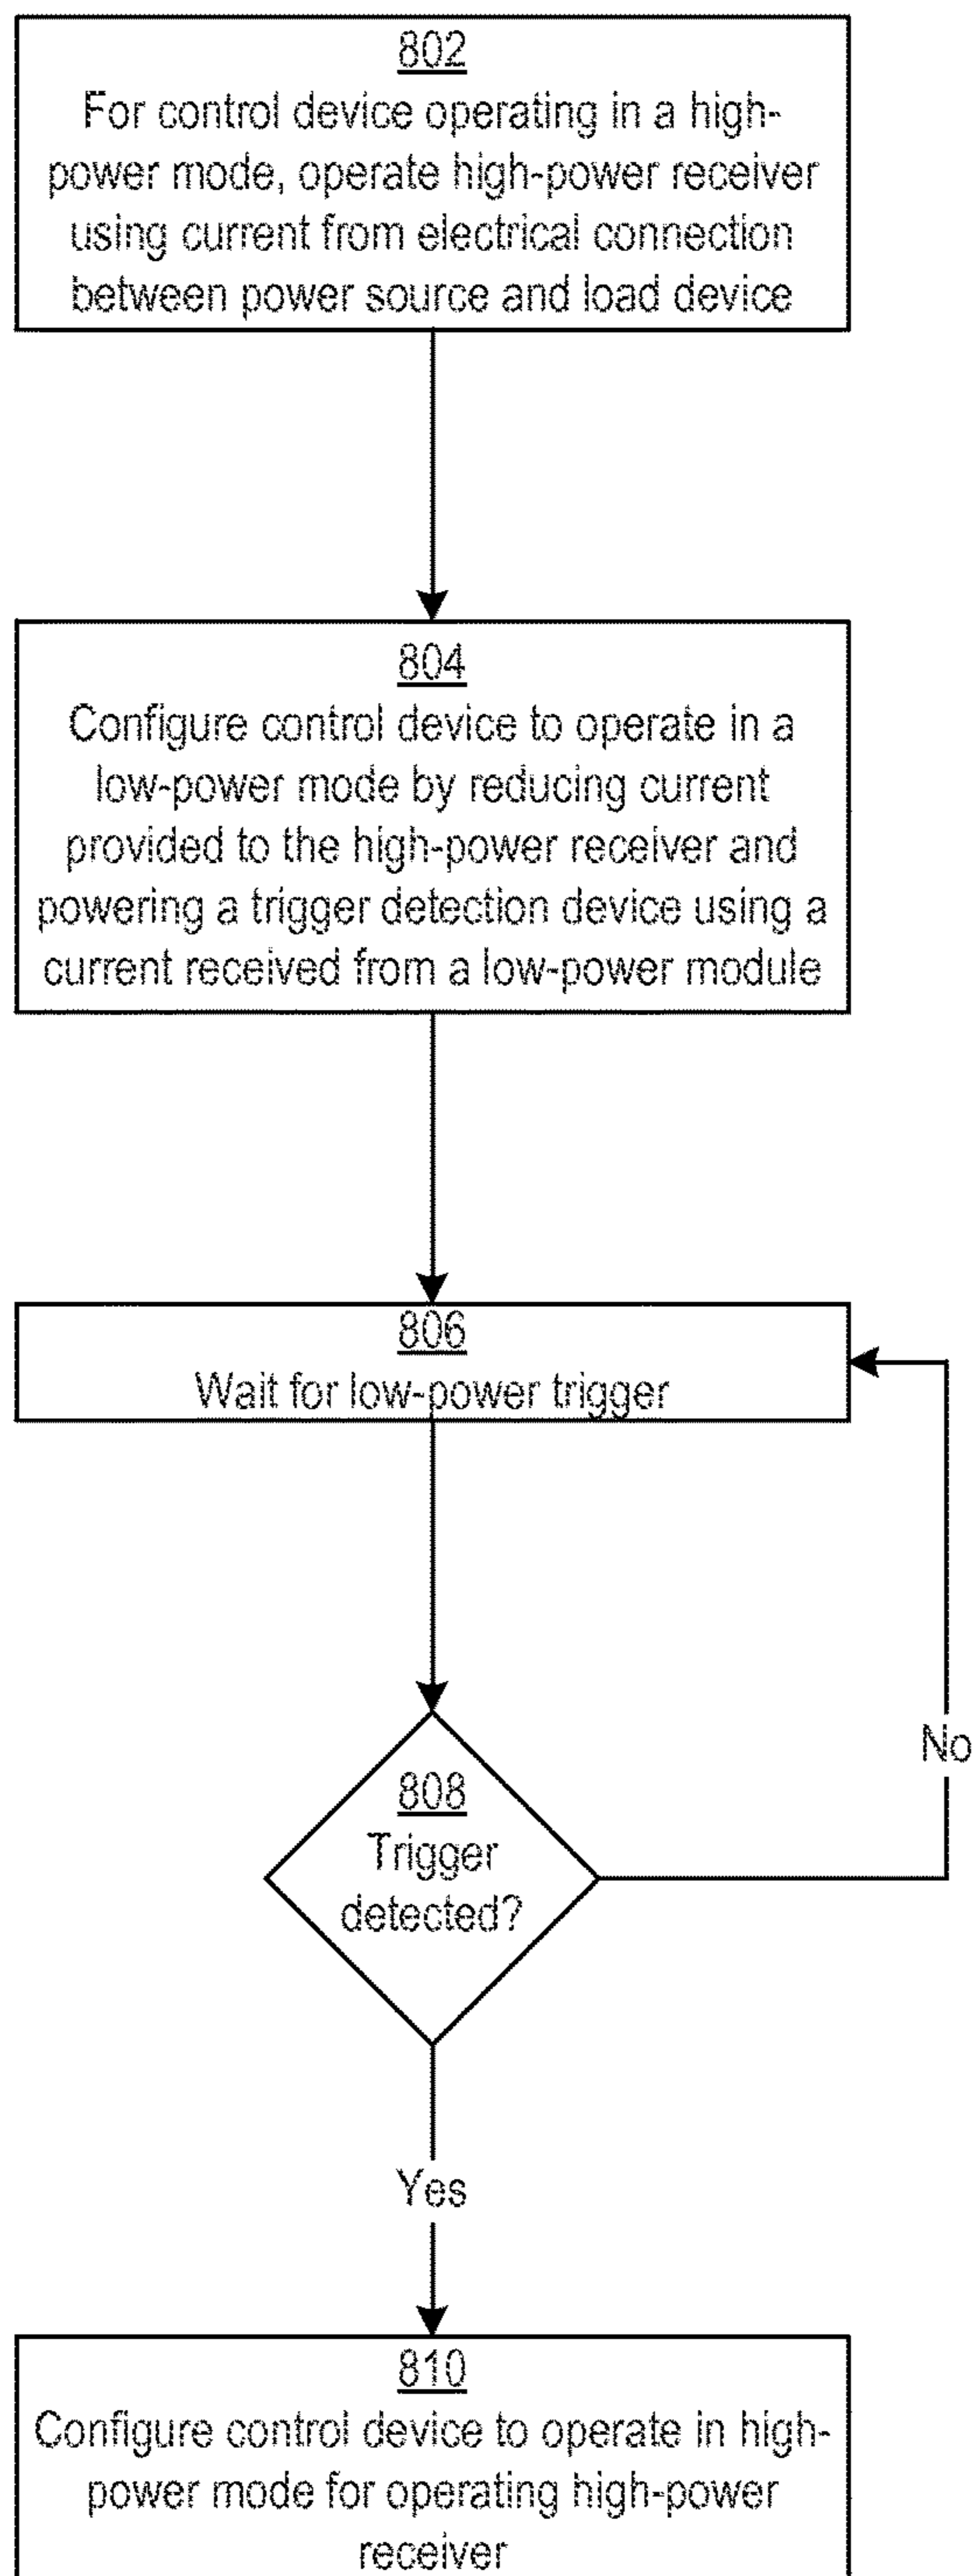 802
For control device operating in a high-
power mode, operate high-power receiver
using current from electrical connection
between power source and load device
804
Configure control device to operate in a
low-power mode by reducing current
provided to the high-power receiver and
powering a trigger detection device using a
current received from a low-power module
806
Wait for low-power trigger
808
Trigger
detected?
No
Yes
810
Configure control device to operate in high-
power mode for operating high-power
receiver